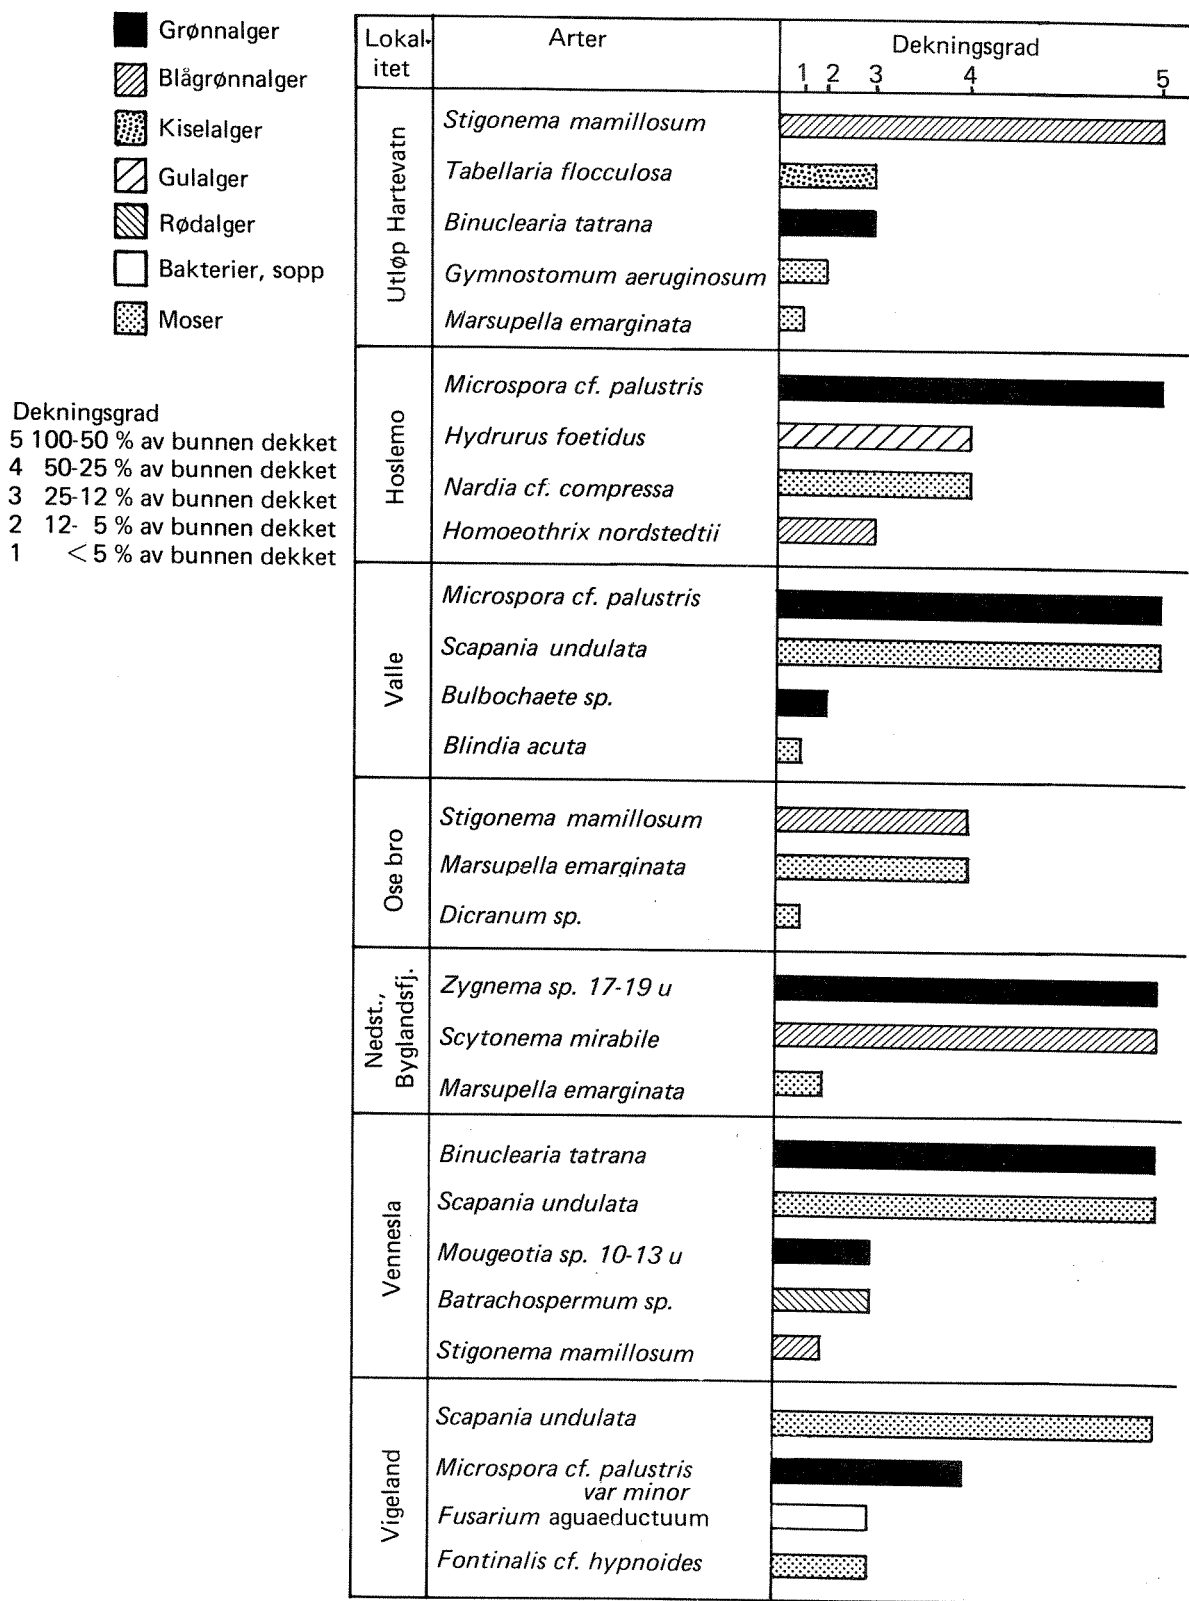 Grønnalger
Blågrønnalger
Kiselalger
Gulalger
Rødalger
Bakterier, sopp
Moser
Dekningsgrad
5 100-50 % av bunnen dekket
4 50-25 % av bunnen dekket
3 25-12 % av bunnen dekket
2 12- 5 % av bunnen dekket
1 < 5 % av bunnen dekket
Lokal-
itet
Arter
Dekningsgrad
1 2 3 4 5
Utløp Hartevatn
Stigonema mamillosum
Tabellaria flocculosa
Binuclearia tatrana
Gymnostomum aeruginosum
Marsupella emarginata
Hoslemo
Microspora cf. palustris
Hydrurus foetidus
Nardia cf. compressa
Homoeothrix nordstedtii
Valle
Microspora cf. palustris
Scapania undulata
Bulbochaete sp.
Blindia acuta
Ose bro
Stigonema mamillosum
Marsupella emarginata
Dicranum sp.
Nedst.,
Byglandsfj.
Zygnema sp. 17-19 u
Scytonema mirabile
Marsupella emarginata
Vennesla
Binuclearia tatrana
Scapania undulata
Mougeotia sp. 10-13 u
Batrachospermum sp.
Stigonema mamillosum
Vigeland
Scapania undulata
Microspora cf. palustris
var minor
Fusarium aguaeductuum
Fontinalis cf. hypnoides